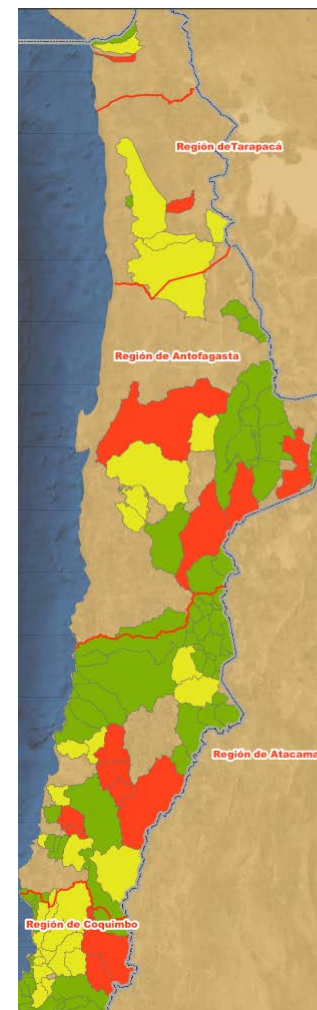 Región deTarapacá
Región de Antofagasta
Región de Atacama
Región de Coquimbo